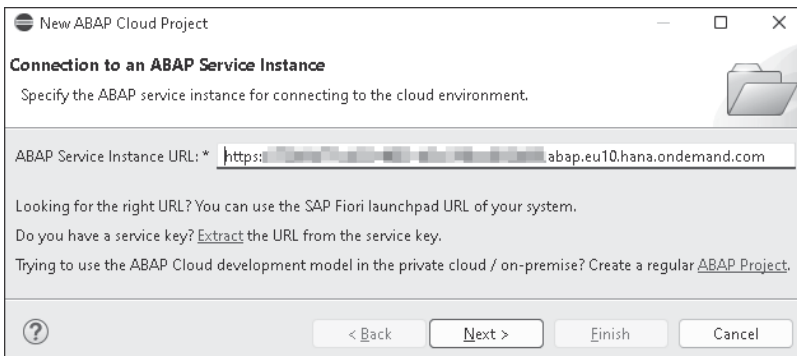 New ABAP Cloud Project
Connection to an ABAP Service Instance
Specify the ABAP service instance for connecting to the cloud environment.
ABAP Service Instance URL: * https: .abap.eu10.hana.ondemand.com
Looking for the right URL? You can use the SAP Fiori launchpad URL of your system.
Do you have a service key? Extract the URL from the service key.
Trying to use the ABAP Cloud development model in the private cloud / on-premise? Create a regular ABAP Project.
? < Back Next > Finish Cancel